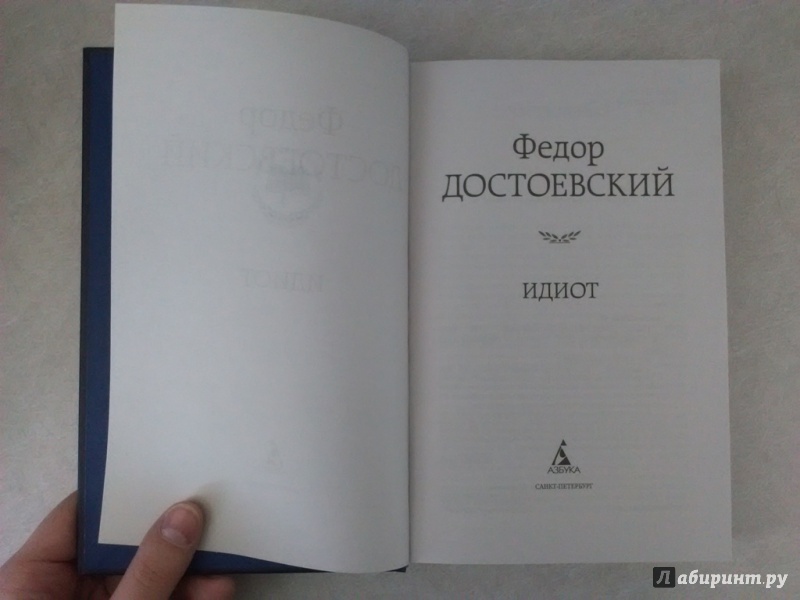 Федор
ДОСТОЕВСКИЙ
ИДИОТ
АЗБУКА
САНКТ-ПЕТЕРБУРГ
Лабиринт.ру